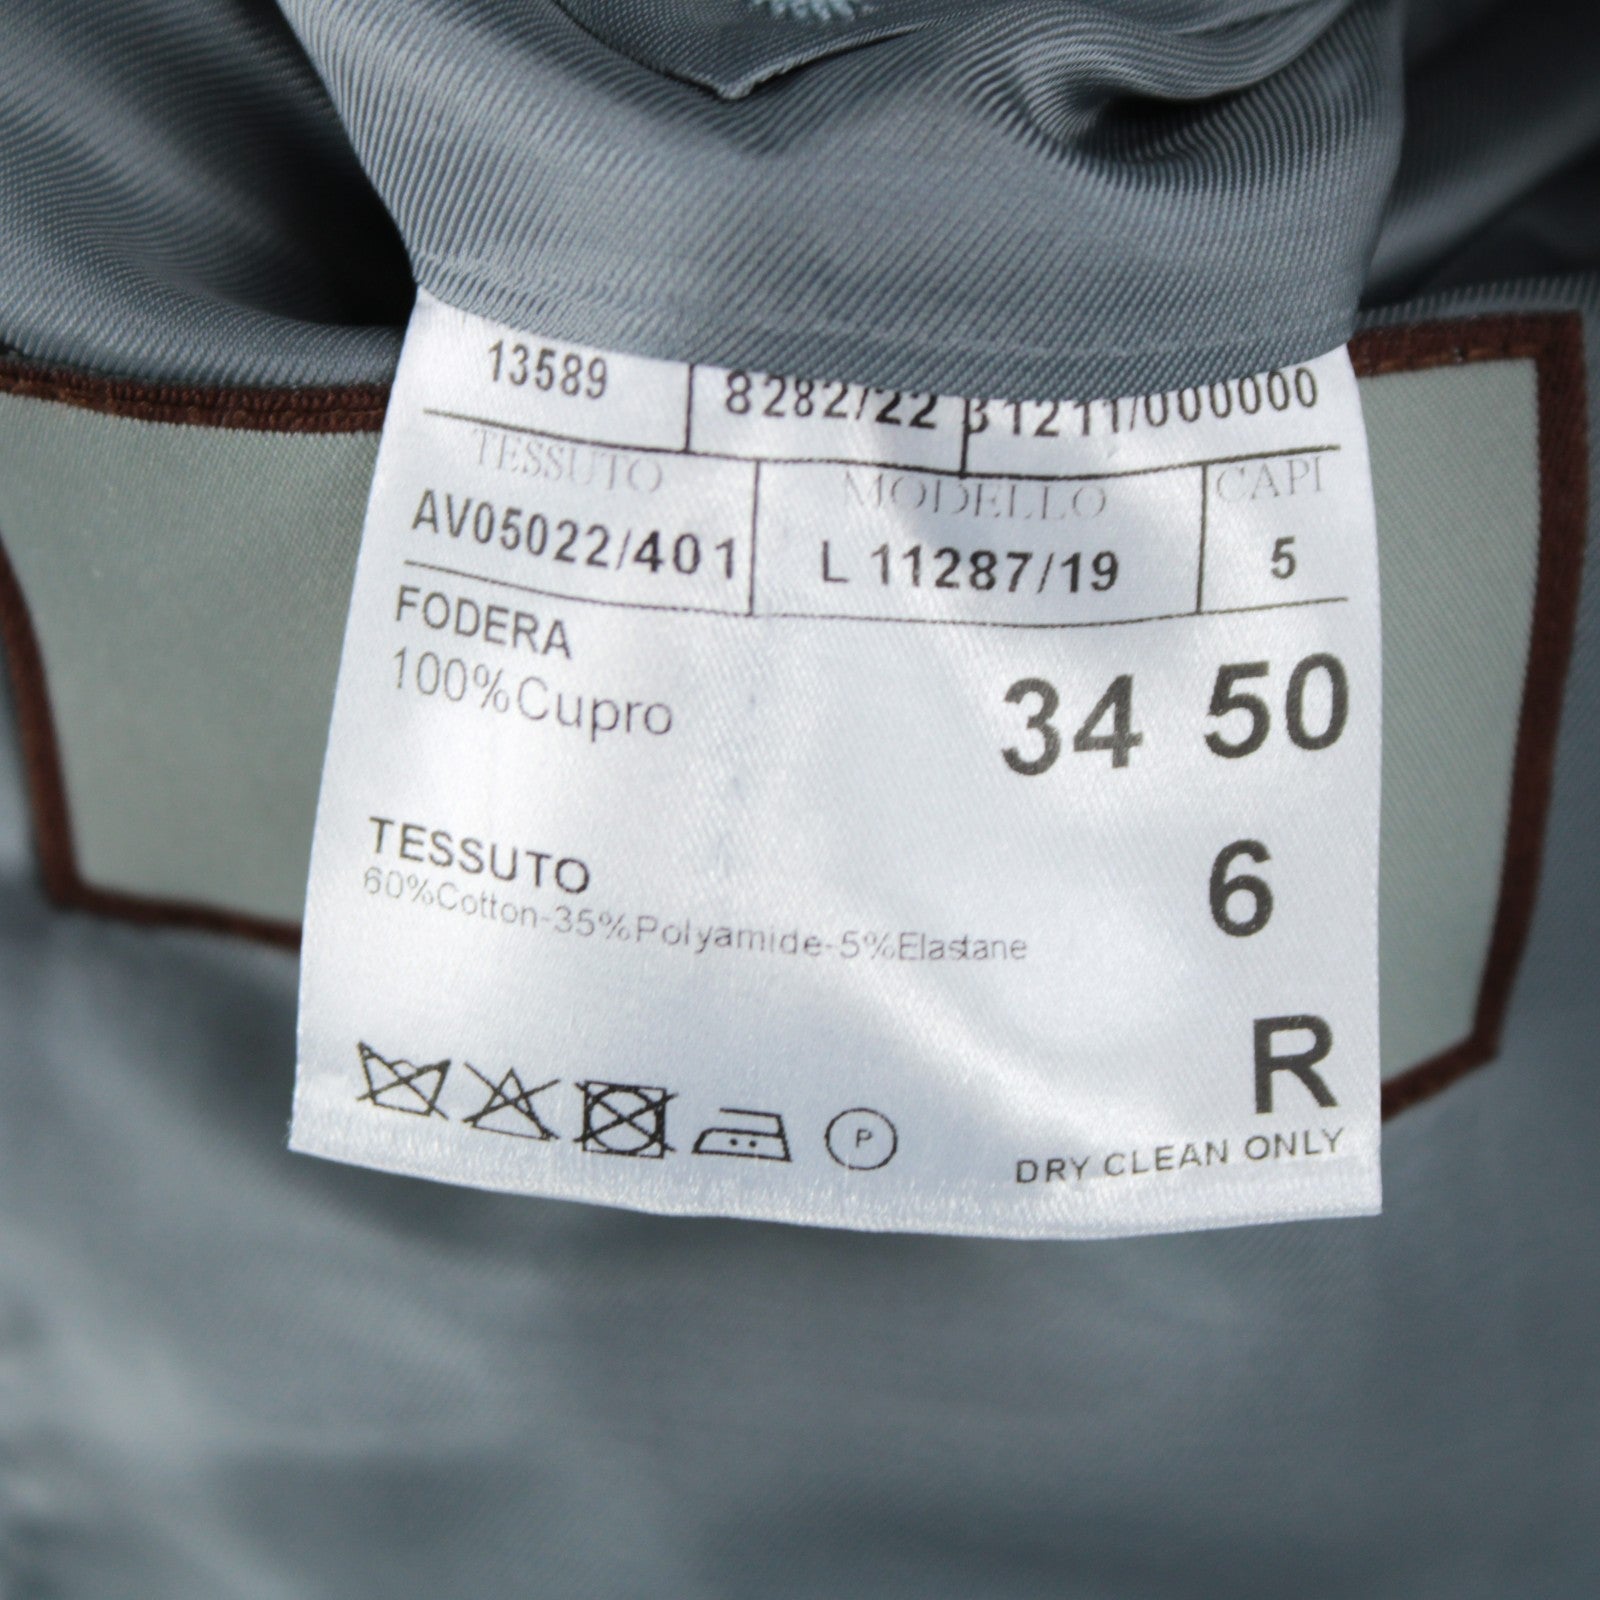 13589 8282/22 31211/000000
TESSUTO MODELLO CAPI
AV05022/401 L 11287/19 5
FODERA
100%Cupro
34 50
TESSUTO
60%Cotton-35%Polyamide-5%Elastane
6
R
P
DRY CLEAN ONLY